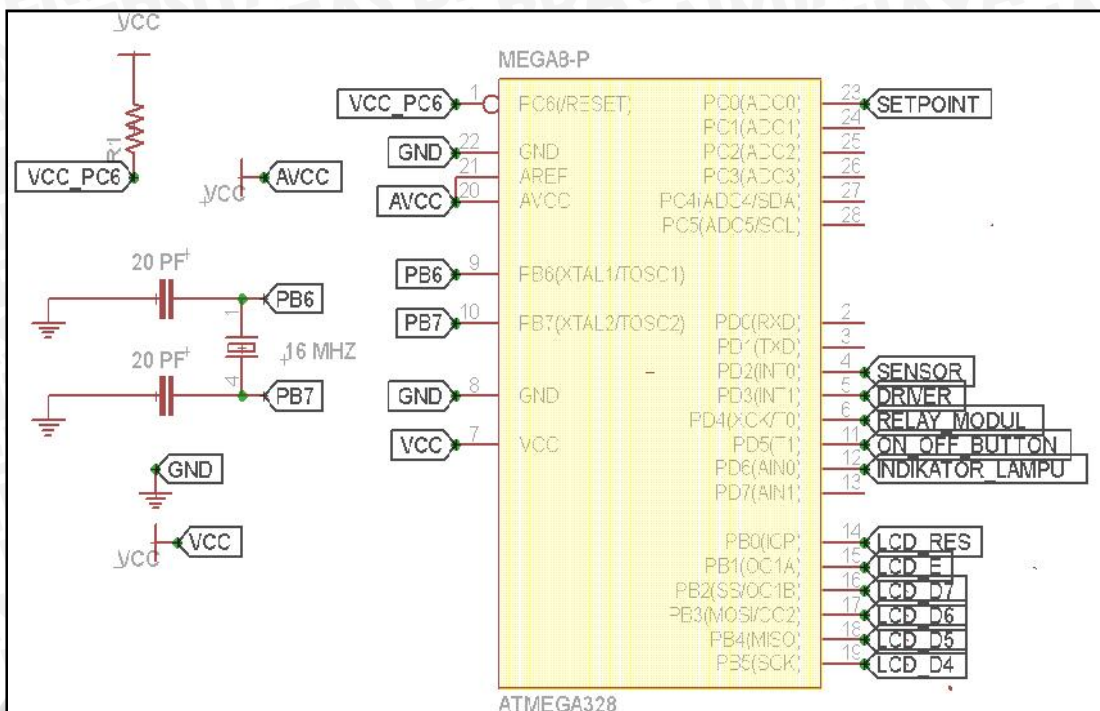 VCC
R1
VCC_PC6
VCC
AVCC
20 PF
1
PB6
16 MHZ
20 PF
4
PB7
GND
VCC
VCC
MEGA8-P
VCC_PC6 1 PC6(/RESET)
GND 22 GND
21 AREF
AVCC 20 AVCC
PB6 9 PB6(XTAL1/TOSC1)
PB7 10 PB7(XTAL2/TOSC2)
GND 8 GND
VCC 7 VCC
PC0(ADC0) 23 SETPOINT
PC1(ADC1) 24
PC2(ADC2) 25
PC3(ADC3) 26
PC4(ADC4/SDA) 27
PC5(ADC5/SCL) 28
PD0(RXD) 2
PD1(TXD) 3
PD2(INT0) 4 SENSOR
PD3(INT1) 5 DRIVER
PD4(XCK/T0) 6 RELAY_MODUL
PD5(T1) 11 ON_OFF_BUTTON
PD6(AIN0) 12 INDIKATOR_LAMPU
PD7(AIN1) 13
PB0(ICP) 14 LCD_RES
PB1(OC1A) 15 LCD_E
PB2(SS/OC1B) 16 LCD_D7
PB3(MOSI/OC2) 17 LCD_D6
PB4(MISO) 18 LCD_D5
PB5(SCK) 19 LCD_D4
ATMEGA328